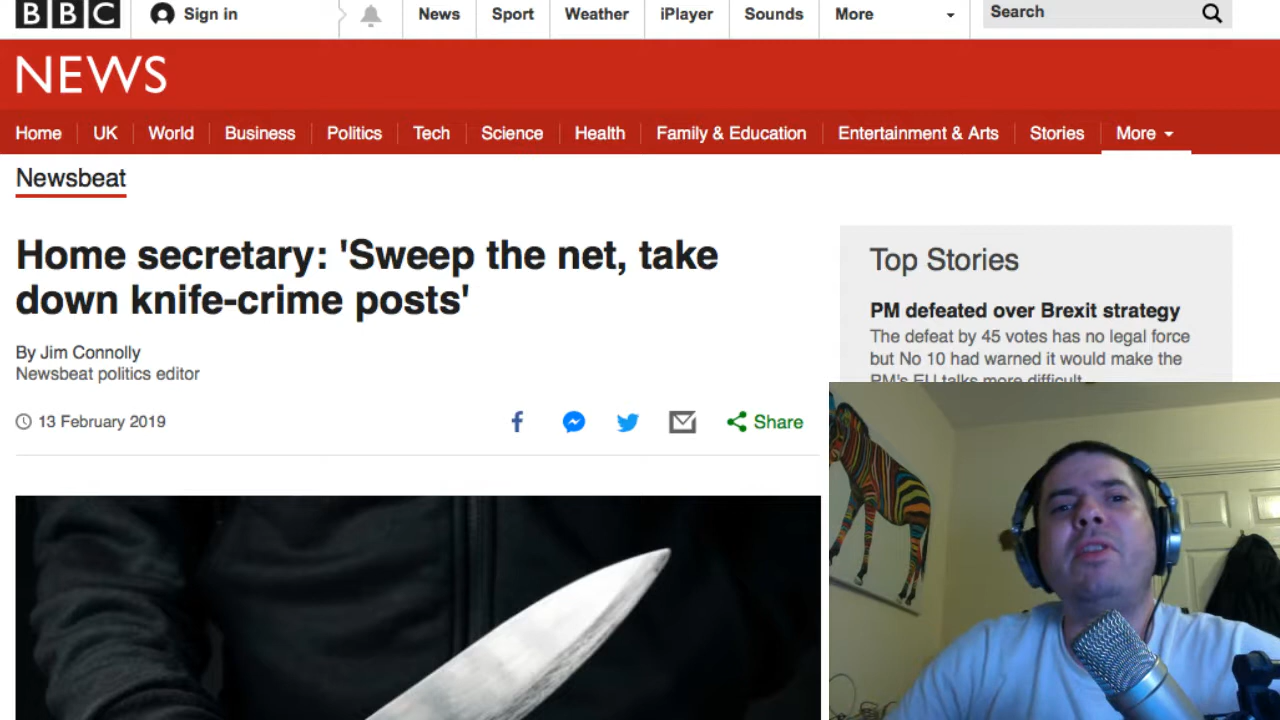 BBC
Sign in
News
Sport
Weather
iPlayer
Sounds
More
Search
NEWS
Home
UK
World
Business
Politics
Tech
Science
Health
Family & Education
Entertainment & Arts
Stories
More
Newsbeat
Home secretary: 'Sweep the net, take
down knife-crime posts'
By Jim Connolly
Newsbeat politics editor
13 February 2019
Share
Top Stories
PM defeated over Brexit strategy
The defeat by 45 votes has no legal force
but No 10 had warned it would make the
PM's EU talks more difficult.